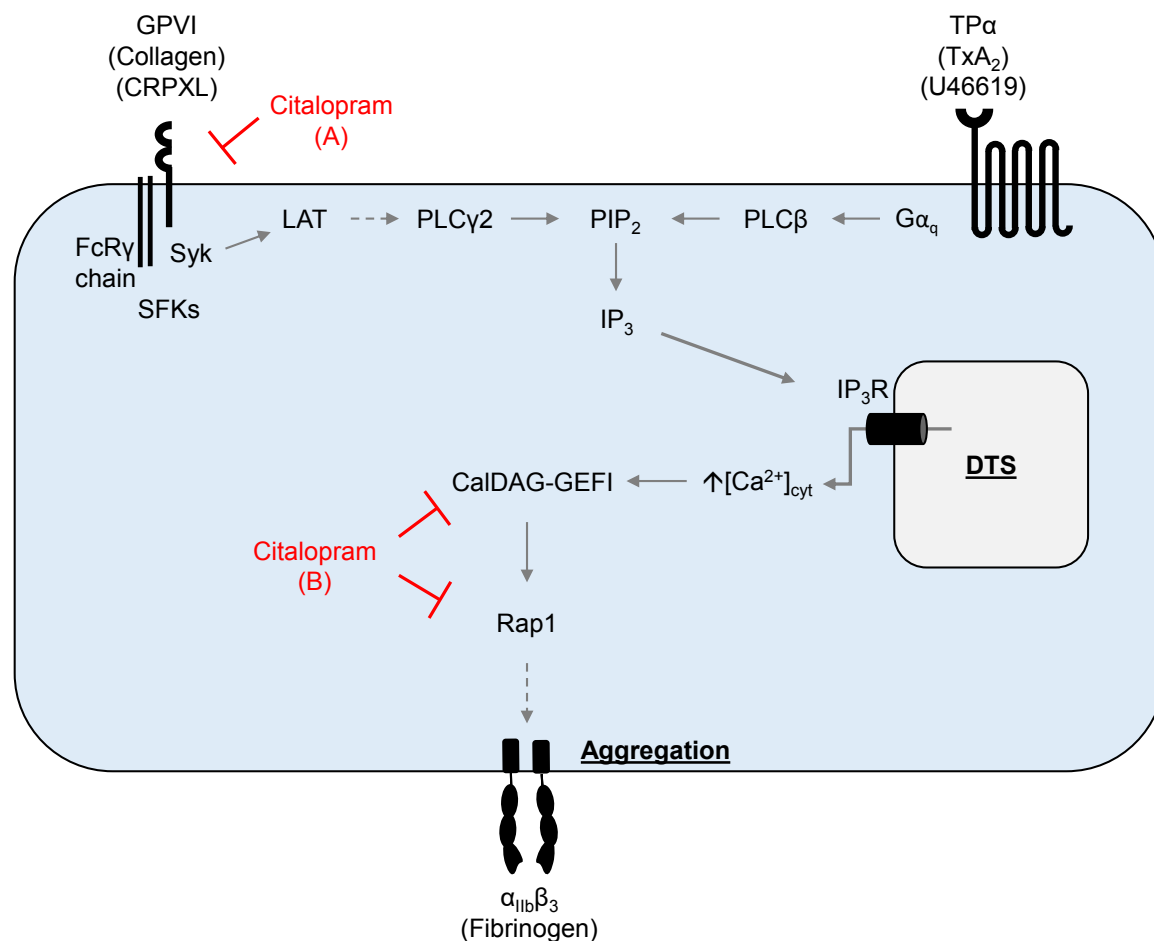 GPVI
(Collagen)
(CRPXL)
TPα
(TxA₂)
(U46619)
Citalopram
(A)
LAT
PLCγ2
PIP₂
PLCβ
Gα_q
FcRγ
chain
Syk
SFKs
IP₃
IP₃R
DTS
CalDAG-GEFI
↑[Ca²⁺]cyt
Citalopram
(B)
Rap1
Aggregation
αIIbβ₃
(Fibrinogen)